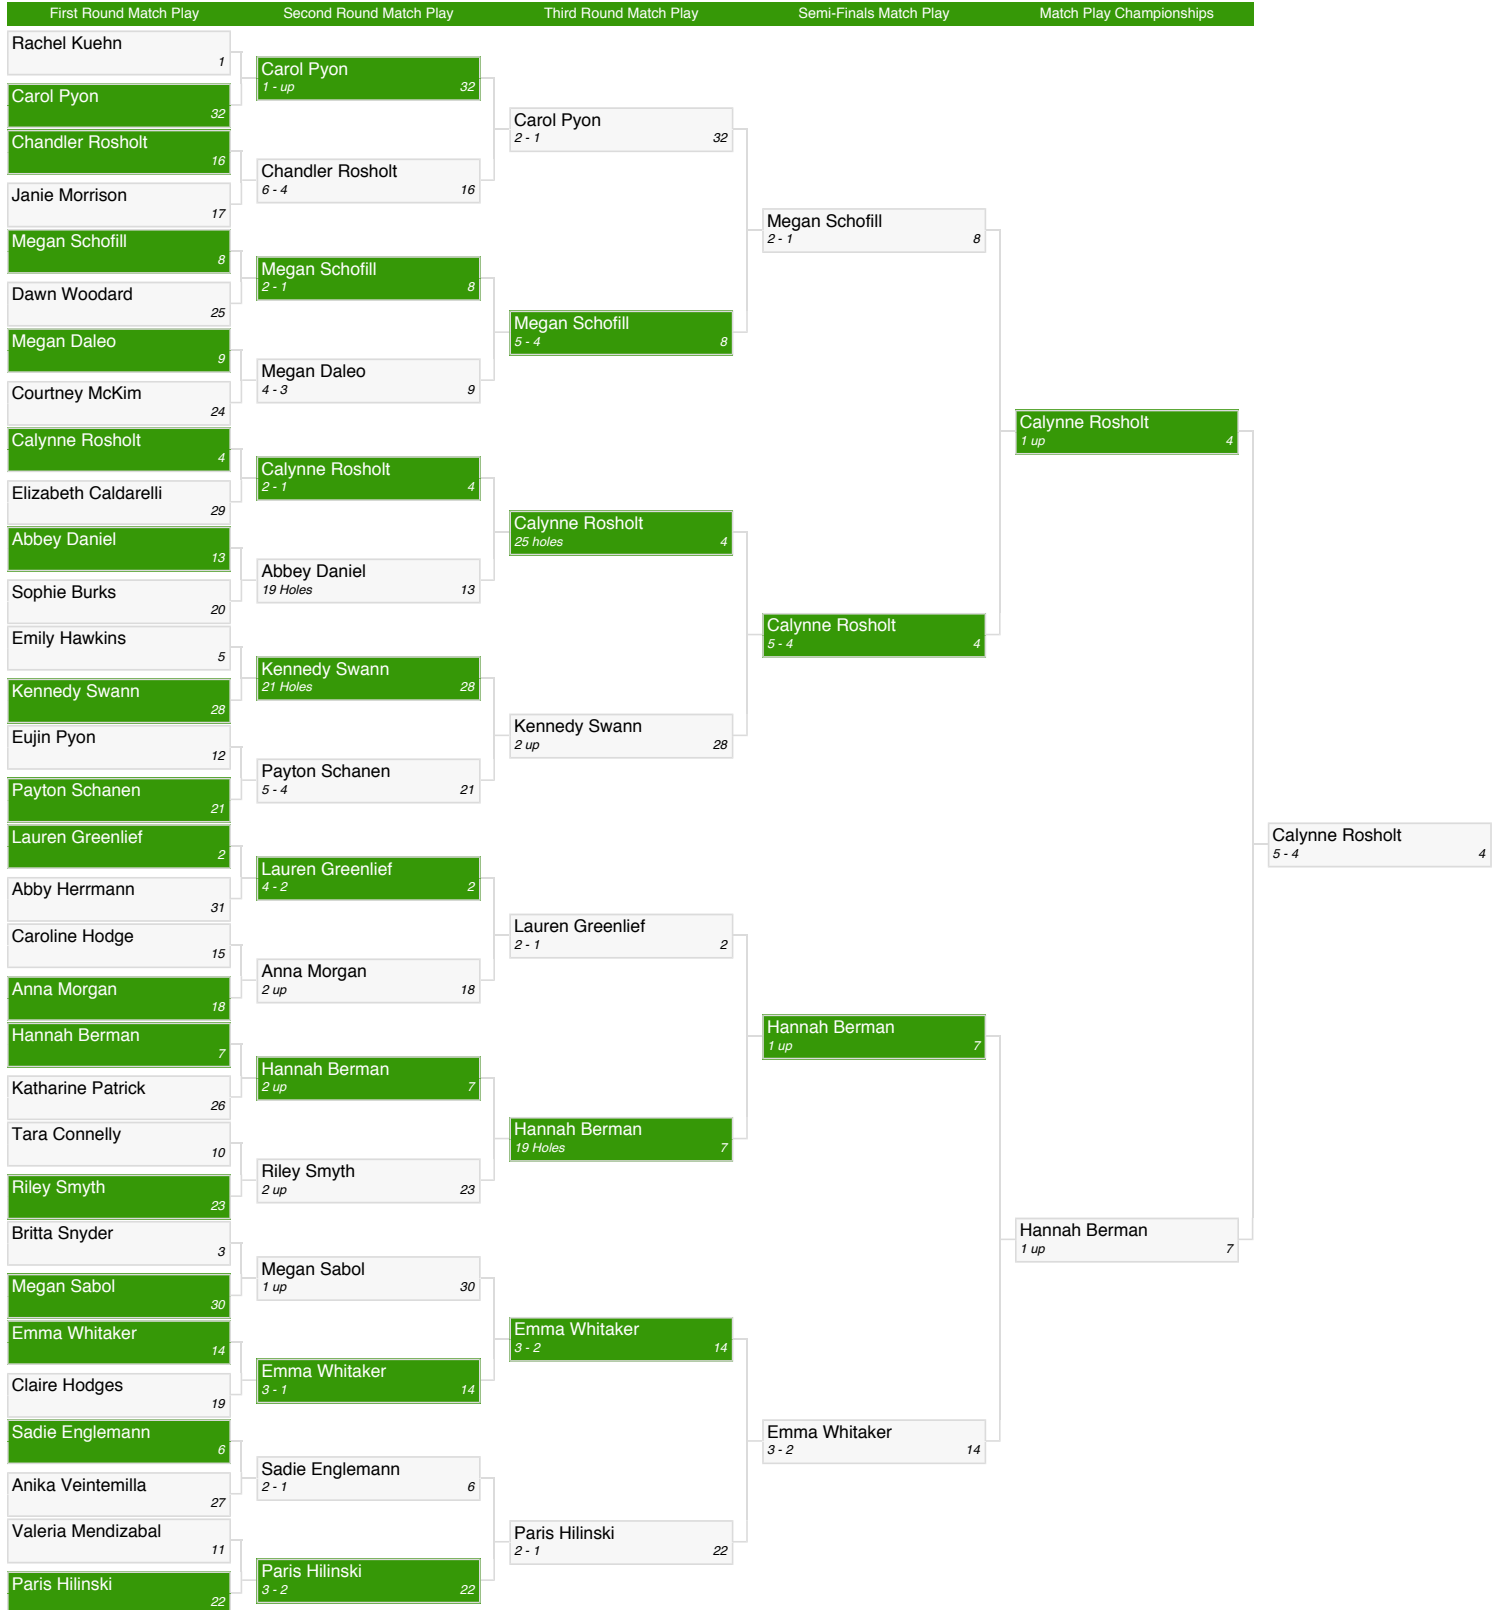 First Round Match Play
Second Round Match Play
Third Round Match Play
Semi-Finals Match Play
Match Play Championships
Rachel Kuehn
1
Carol Pyon
32
Chandler Rosholt
16
Janie Morrison
17
Megan Schofill
8
Dawn Woodard
25
Megan Daleo
9
Courtney McKim
24
Calynne Rosholt
4
Elizabeth Caldarelli
29
Abbey Daniel
13
Sophie Burks
20
Emily Hawkins
5
Kennedy Swann
28
Eujin Pyon
12
Payton Schanen
21
Lauren Greenlief
2
Abby Herrmann
31
Caroline Hodge
15
Anna Morgan
18
Hannah Berman
7
Katharine Patrick
26
Tara Connelly
10
Riley Smyth
23
Britta Snyder
3
Megan Sabol
30
Emma Whitaker
14
Claire Hodges
19
Sadie Englemann
6
Anika Veintemilla
27
Valeria Mendizabal
11
Paris Hilinski
22
Carol Pyon
1 - up 32
Chandler Rosholt
6 - 4 16
Megan Schofill
2 - 1 8
Megan Daleo
4 - 3 9
Calynne Rosholt
2 - 1 4
Abbey Daniel
19 Holes 13
Kennedy Swann
21 Holes 28
Payton Schanen
5 - 4 21
Lauren Greenlief
4 - 2 2
Anna Morgan
2 up 18
Hannah Berman
2 up 7
Riley Smyth
2 up 23
Megan Sabol
1 up 30
Emma Whitaker
3 - 1 14
Sadie Englemann
2 - 1 6
Paris Hilinski
3 - 2 22
Carol Pyon
2 - 1 32
Megan Schofill
5 - 4 8
Calynne Rosholt
25 holes 4
Kennedy Swann
2 up 28
Lauren Greenlief
2 - 1 2
Hannah Berman
19 Holes 7
Emma Whitaker
3 - 2 14
Paris Hilinski
2 - 1 22
Megan Schofill
2 - 1 8
Calynne Rosholt
5 - 4 4
Hannah Berman
1 up 7
Emma Whitaker
3 - 2 14
Calynne Rosholt
1 up 4
Hannah Berman
1 up 7
Calynne Rosholt
5 - 4 4